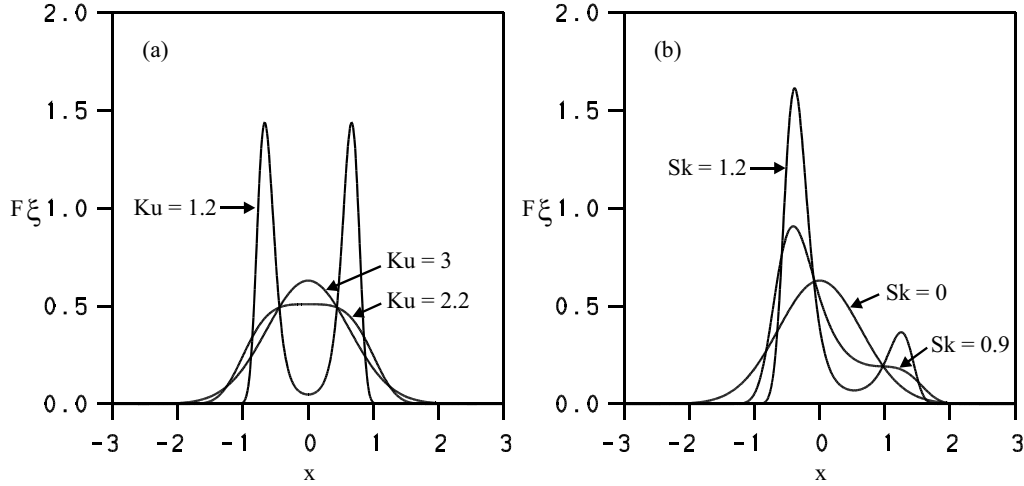 2.0
(a)
1.5
Ku = 1.2
Fξ 1.0
Ku = 3
Ku = 2.2
0.5
0.0
-3 -2 -1 0 1 2 3
x
2.0
(b)
1.5
Sk = 1.2
Fξ 1.0
Sk = 0
0.5
Sk = 0.9
0.0
-3 -2 -1 0 1 2 3
x